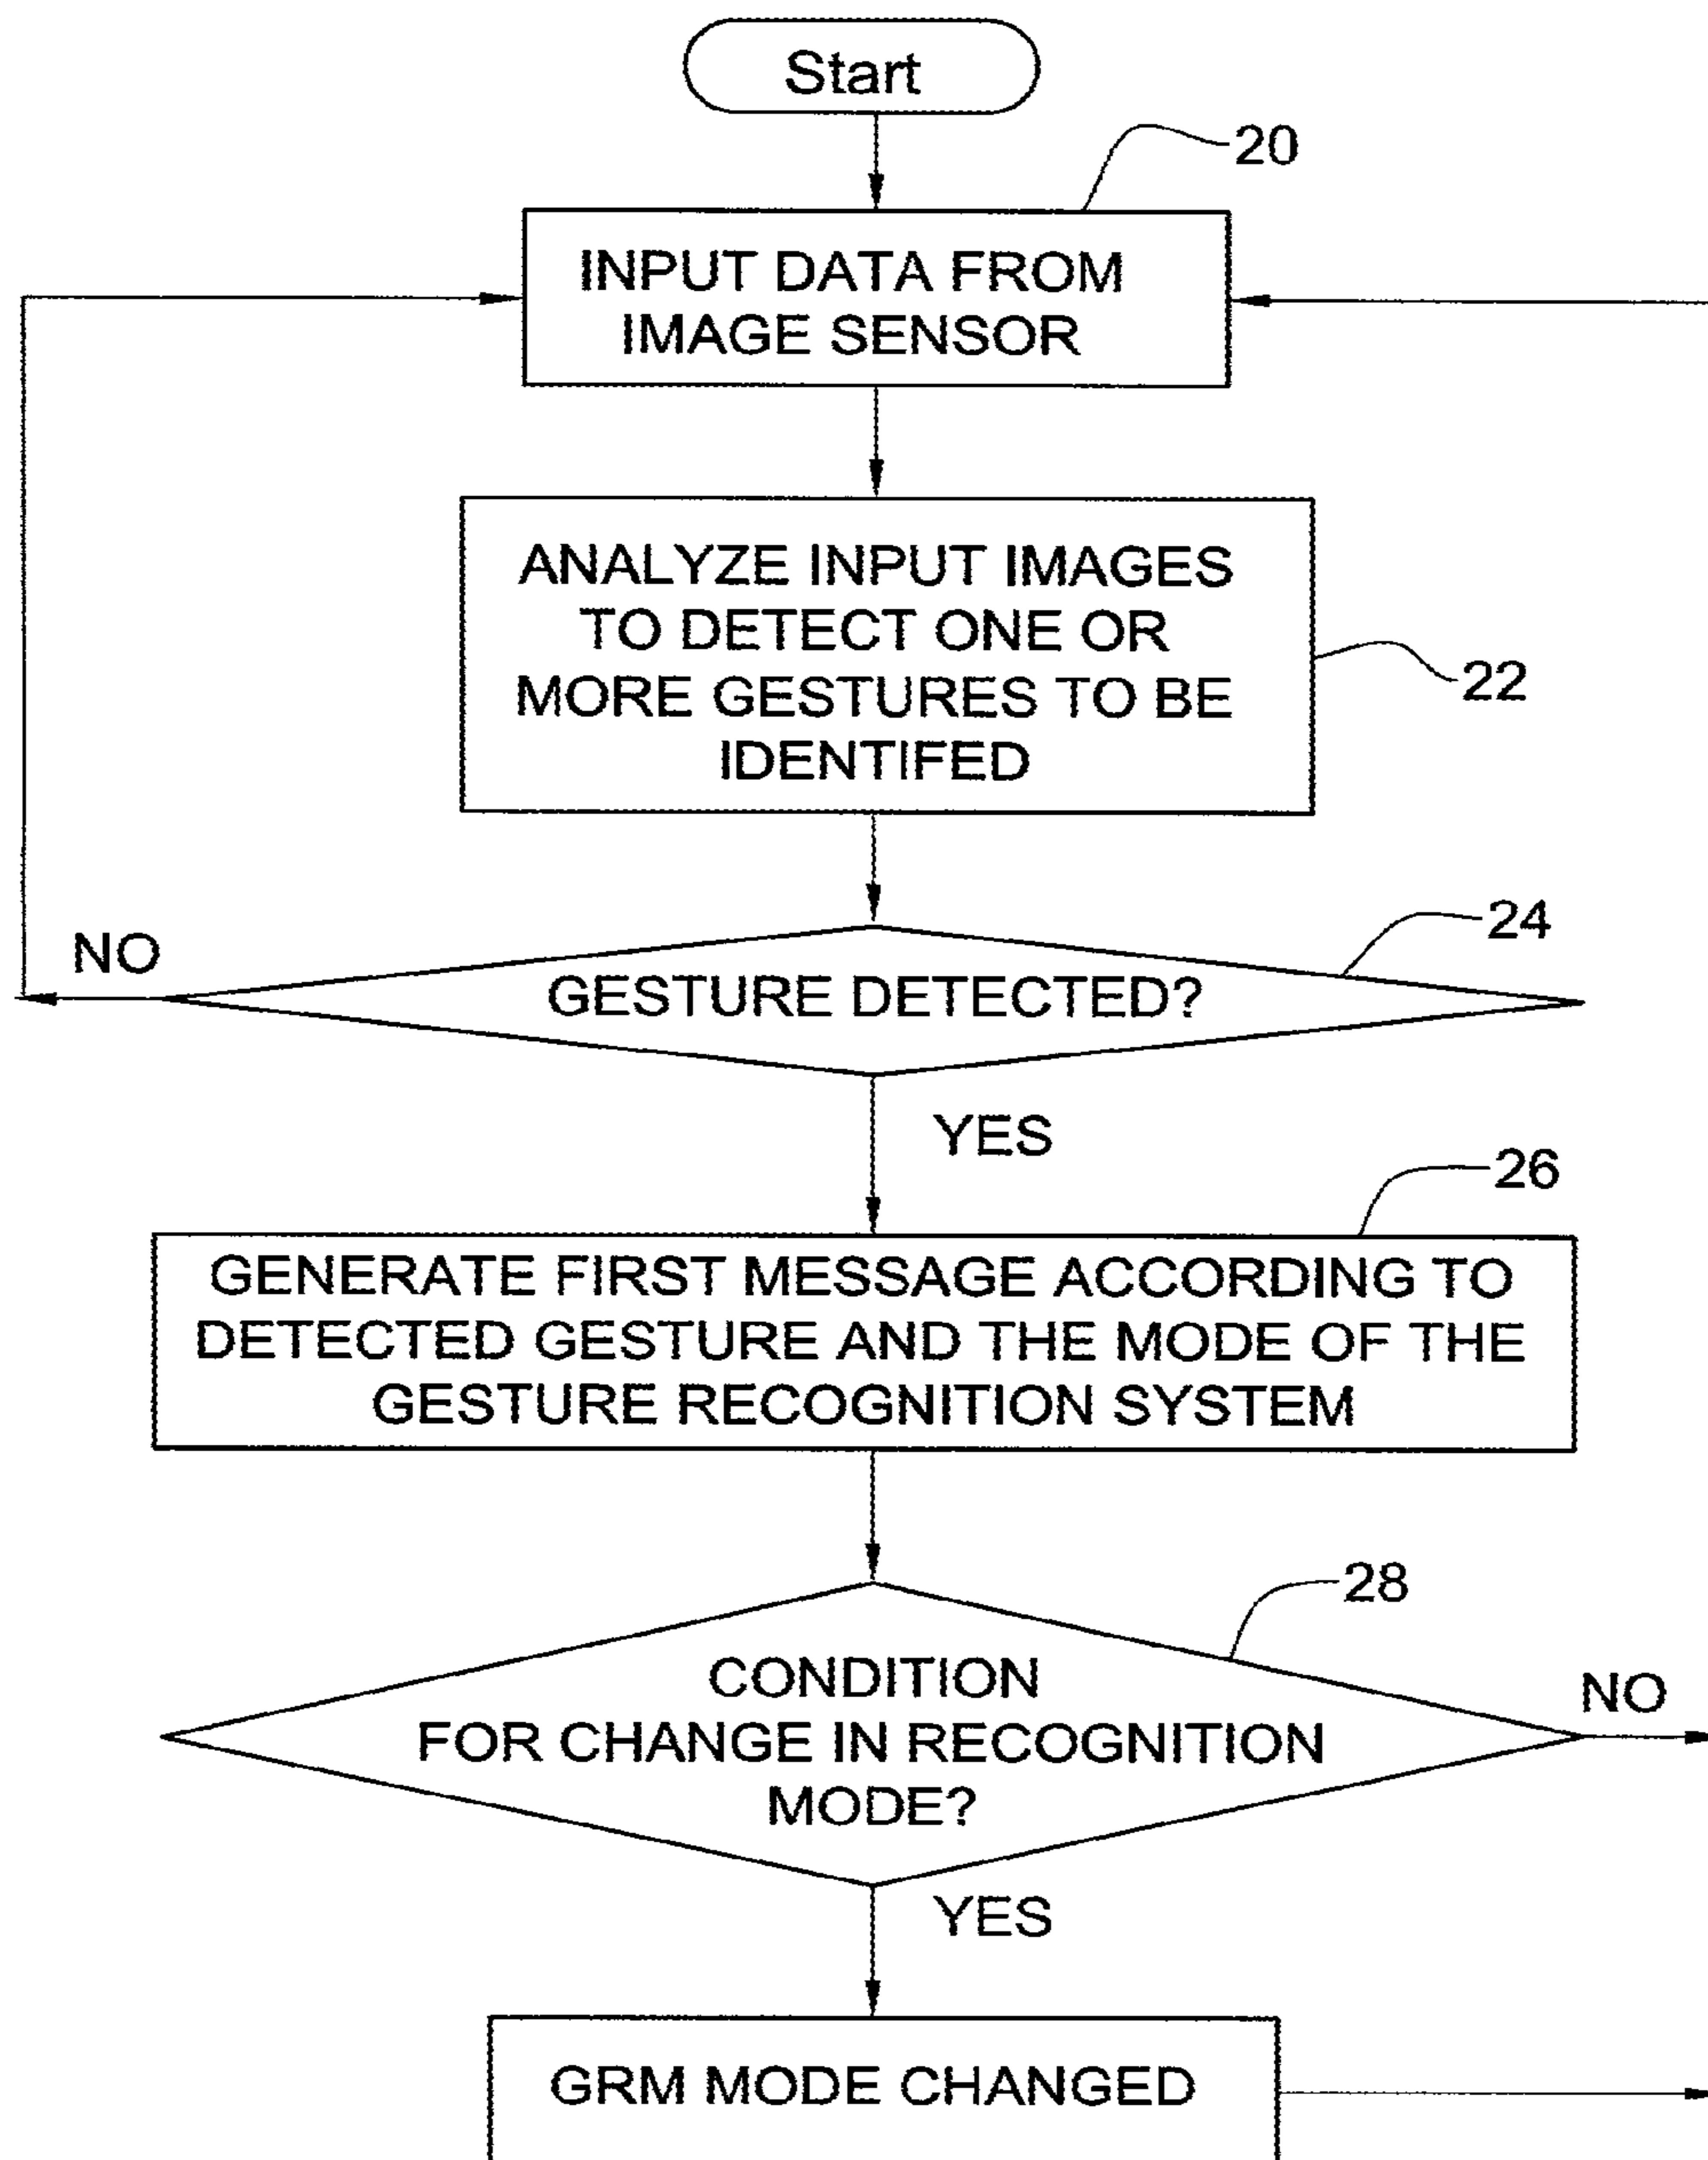 Start
20
INPUT DATA FROM
IMAGE SENSOR
ANALYZE INPUT IMAGES
TO DETECT ONE OR
MORE GESTURES TO BE
IDENTIFED
22
24
NO
GESTURE DETECTED?
YES
26
GENERATE FIRST MESSAGE ACCORDING TO
DETECTED GESTURE AND THE MODE OF THE
GESTURE RECOGNITION SYSTEM
28
CONDITION
FOR CHANGE IN RECOGNITION
MODE?
NO
YES
GRM MODE CHANGED